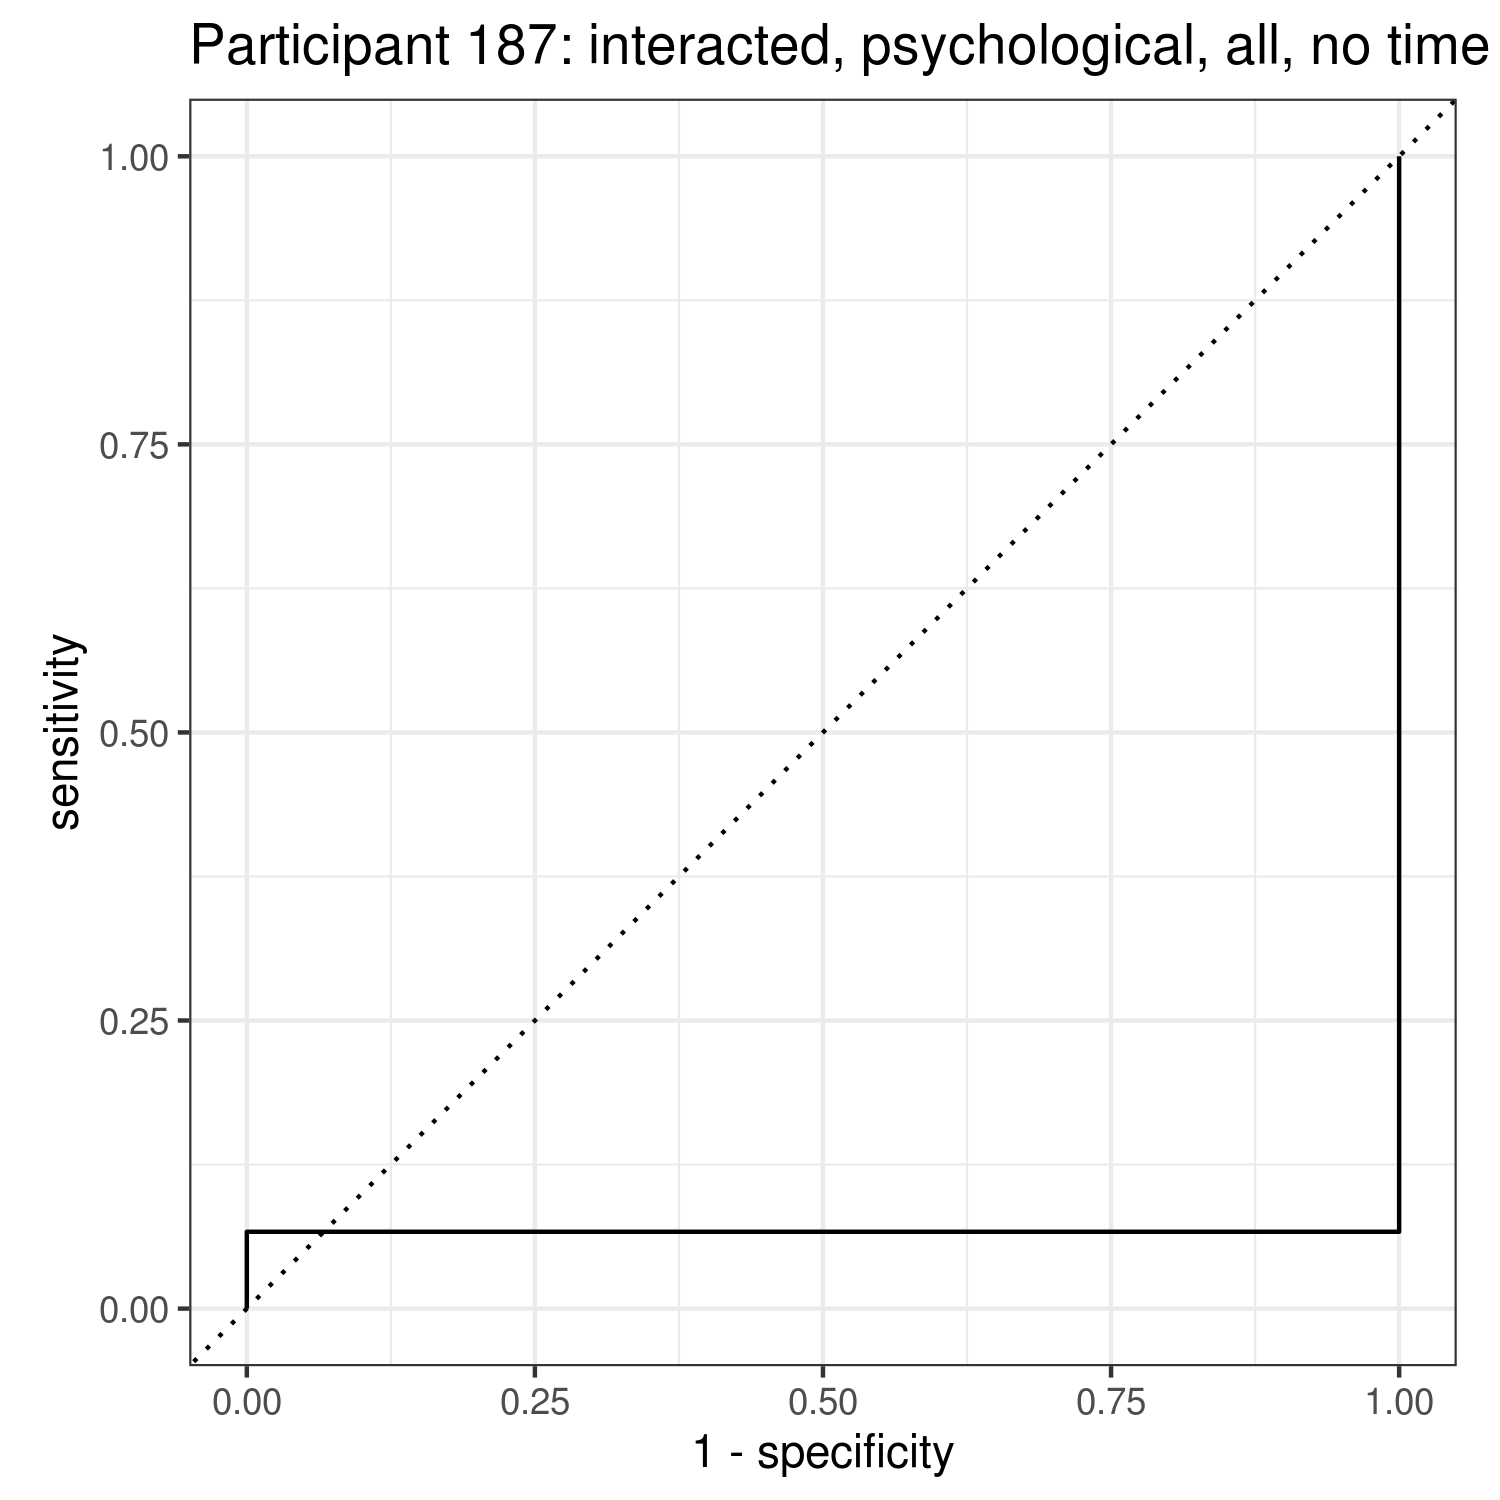 Participant 187: interacted, psychological, all, no time
1.00
0.75
0.50
0.25
0.00
sensitivity
0.00 0.25 0.50 0.75 1.00
1 - specificity